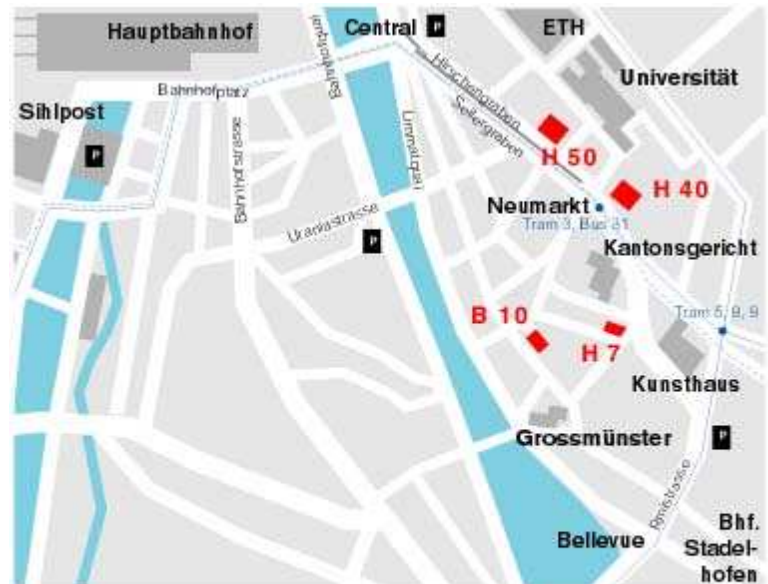 Hauptbahnhof
Central
P
ETH
Universität
Bahnhofquai
Bahnhofplatz
Hirschengraben
Seilergraben
Sihlpost
P
H 50
Limmatquai
H 40
Bahnhofstrasse
Neumarkt
Uraniastrasse
Tram 3, Bus 31
P
Kantonsgericht
Tram 5, 8, 9
B 10
H 7
Kunsthaus
Grossmünster
P
Rämistrasse
Bellevue
Bhf.
Stadel-
hofen